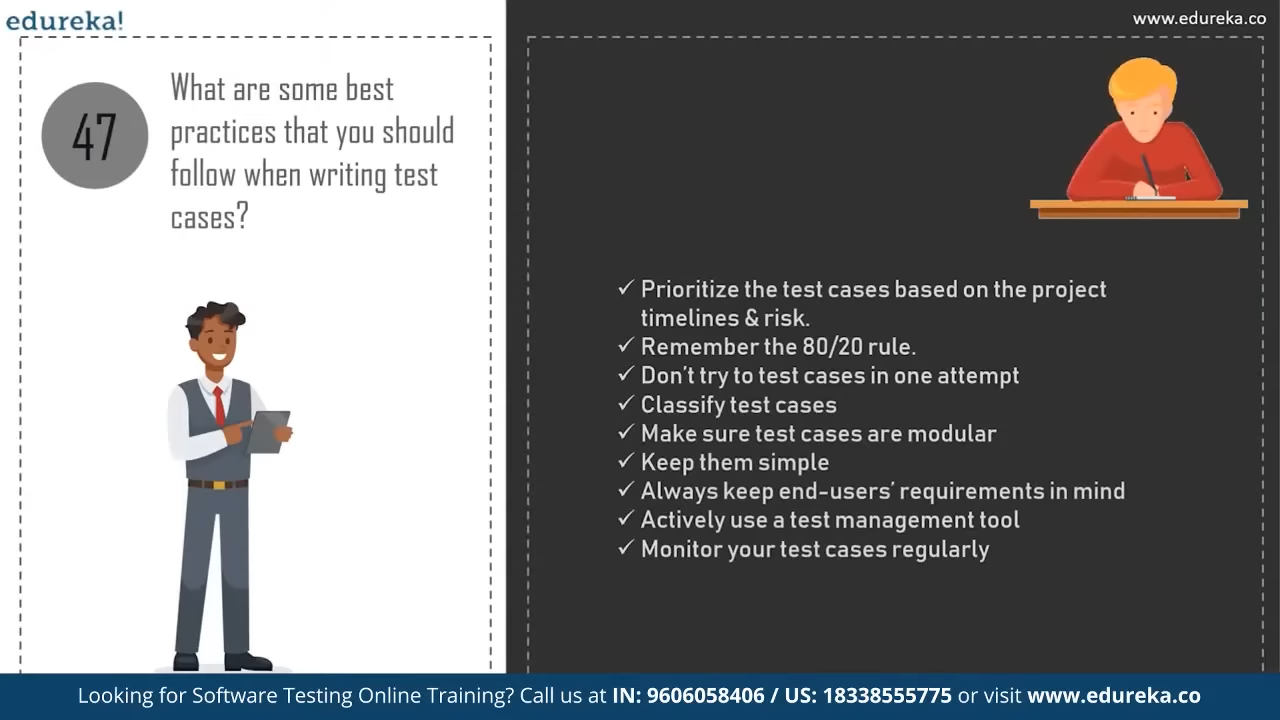 edureka!
www.edureka.co
47
What are some best
practices that you should
follow when writing test
cases?
✓ Prioritize the test cases based on the project
timelines & risk.
✓ Remember the 80/20 rule.
✓ Don't try to test cases in one attempt
✓ Classify test cases
✓ Make sure test cases are modular
✓ Keep them simple
✓ Always keep end-users' requirements in mind
✓ Actively use a test management tool
✓ Monitor your test cases regularly
Looking for Software Testing Online Training? Call us at IN: 9606058406 / US: 18338555775 or visit www.edureka.co